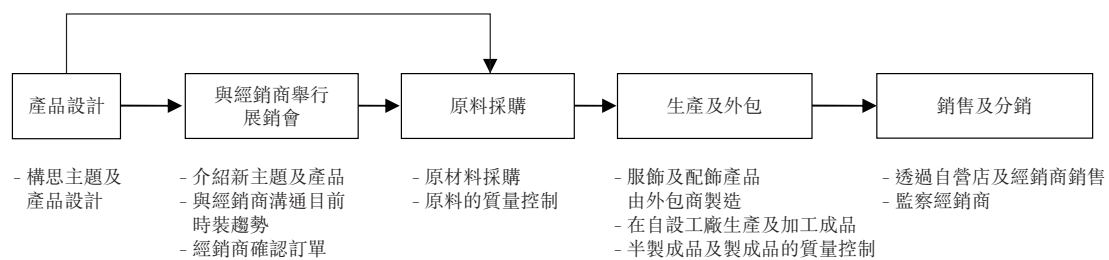 產品設計
與經銷商舉行
展銷會
原料採購
生產及外包
銷售及分銷
– 構思主題及
產品設計
– 介紹新主題及產品
– 與經銷商溝通目前
時裝趨勢
– 經銷商確認訂單
– 原材料採購
– 原料的質量控制
– 服飾及配飾產品
由外包商製造
– 在自設工廠生產及加工成品
– 半製成品及製成品的質量控制
– 透過自營店及經銷商銷售
– 監察經銷商